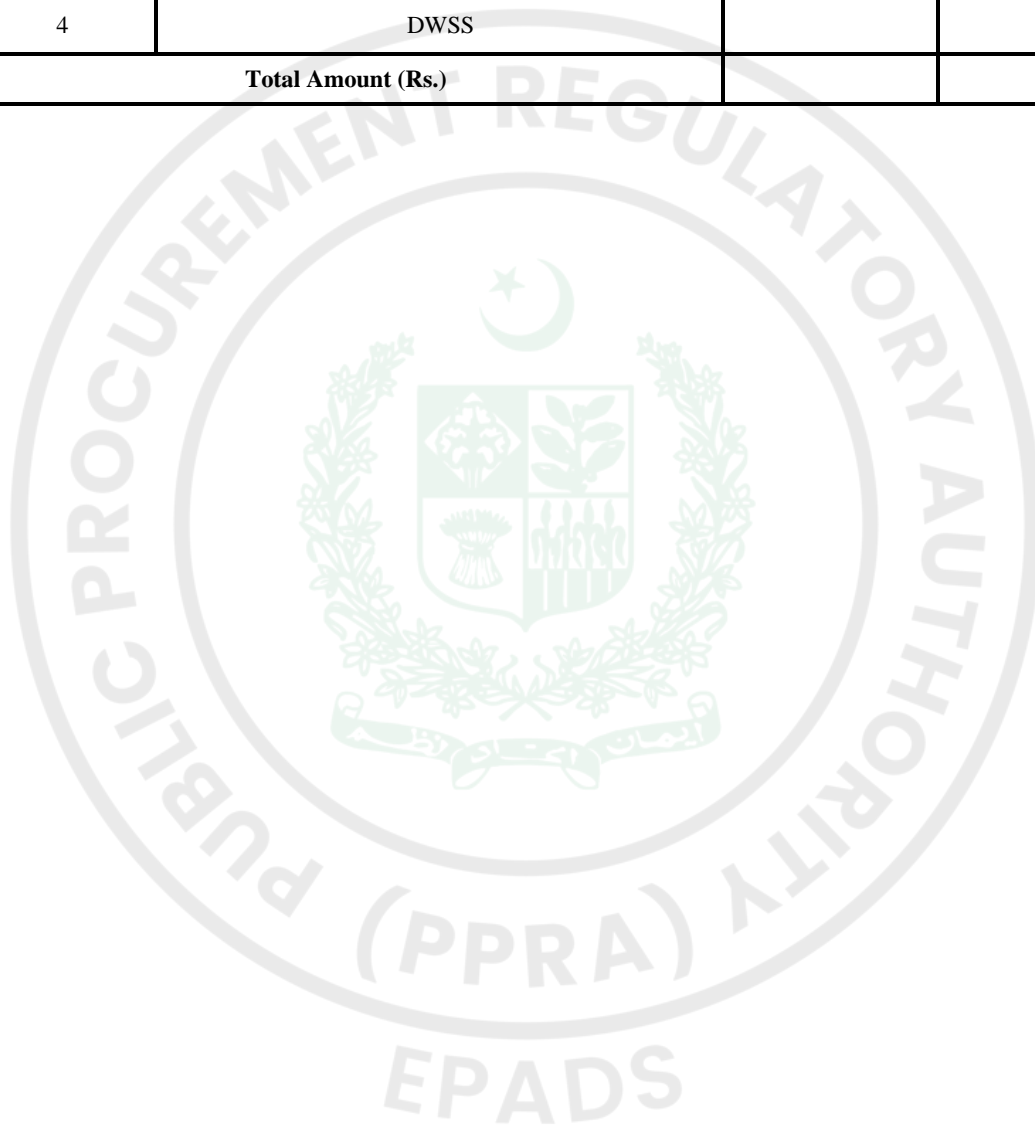 4 DWSS
Total Amount (Rs.)
PUBLIC PROCUREMENT REGULATORY AUTHORITY
(PPRA)
EPADS